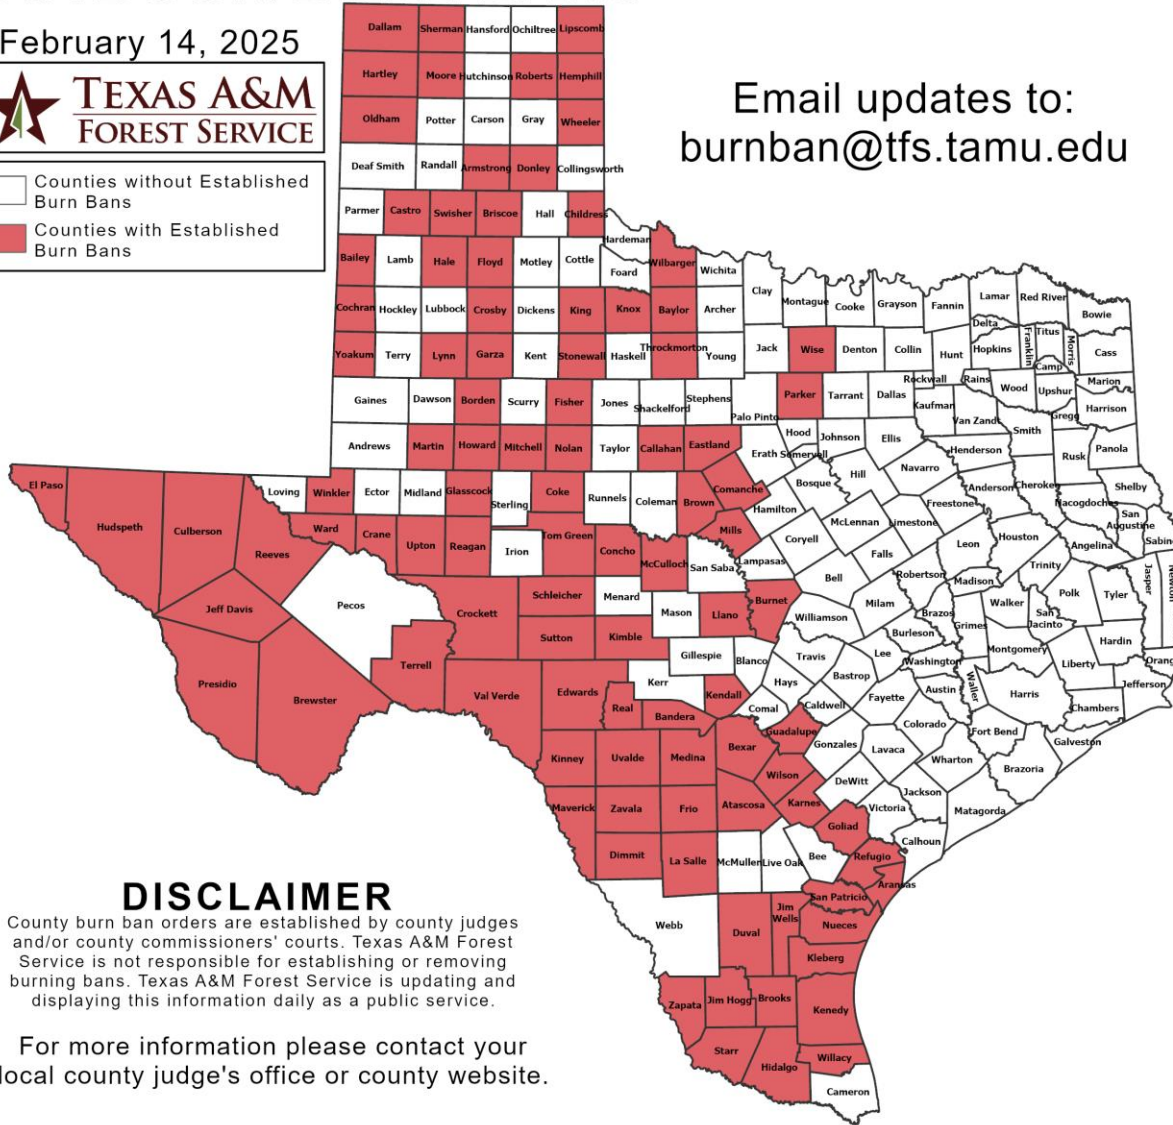 February 14, 2025
TEXAS A&M
FOREST SERVICE
Counties without Established
Burn Bans
Counties with Established
Burn Bans
Email updates to:
burnban@tfs.tamu.edu
Dallam Sherman Hansford Ochiltree Lipscomb
Hartley Moore Hutchinson Roberts Hemphill
Oldham Potter Carson Gray Wheeler
Deaf Smith Randall Armstrong Donley Collingsworth
Parmer Castro Swisher Briscoe Hall Childress
Hardeman
Bailey Lamb Hale Floyd Motley Cottle Foard Wilbarger Wichita
Clay Montague Cooke Grayson Fannin Lamar Red River Bowie
Cochran Hockley Lubbock Crosby Dickens King Knox Baylor Archer
Delta Franklin Titus Morris
Yoakum Terry Lynn Garza Kent Stonewall Haskell Throckmorton Young Jack Wise Denton Collin Hunt Hopkins Camp Cass
Gaines Dawson Borden Scurry Fisher Jones Shackelford Stephens Palo Pinto Parker Tarrant Dallas Rockwall Kaufman Rains Wood Upshur Marion
Van Zandt Smith Gregg Harrison
Andrews Martin Howard Mitchell Nolan Taylor Callahan Eastland Erath Hood Somervell Johnson Ellis Henderson Rusk Panola
El Paso Hudspeth Culberson Reeves Loving Winkler Ector Midland Glasscock Sterling Coke Runnels Coleman Brown Comanche Hamilton Bosque Hill Navarro Freestone Anderson Cherokee Nacogdoches Shelby
San
Augustine
Sabin
Ward Crane Upton Reagan Irion Tom Green Concho McCulloch San Saba Mills Lampasas Coryell McLennan Limestone Falls Leon Houston Angelina
Trinity Jasper Newton
Jeff Davis Pecos Crockett Schleicher Menard Mason Llano Burnet Bell Robertson Madison Polk Tyler
Williamson Milam Brazos Grimes Walker San
Jacinto
Sutton Kimble Gillespie Blanco Travis Lee Burleson Washington Montgomery Liberty Hardin Orang
Presidio Brewster Terrell Val Verde Edwards Real Kerr Bandera Kendall Comal Hays Caldwell Bastrop Fayette Austin Waller Harris Chambers Jefferson
Kinney Uvalde Medina Bexar Guadalupe Gonzales Lavaca Colorado Fort Bend Galveston
Wilson Wharton Brazoria
Maverick Zavala Frio Atascosa Karnes DeWitt Victoria Jackson Matagorda
Dimmit La Salle McMullen Live Oak Bee Goliad Refugio Calhoun
Aransas
San Patricio
Webb Duval Jim
Wells Nueces
Kleberg
Zapata Jim Hogg Brooks Kenedy
Starr Hidalgo Willacy
Cameron
DISCLAIMER
County burn ban orders are established by county judges
and/or county commissioners' courts. Texas A&M Forest
Service is not responsible for establishing or removing
burning bans. Texas A&M Forest Service is updating and
displaying this information daily as a public service.
For more information please contact your
local county judge's office or county website.